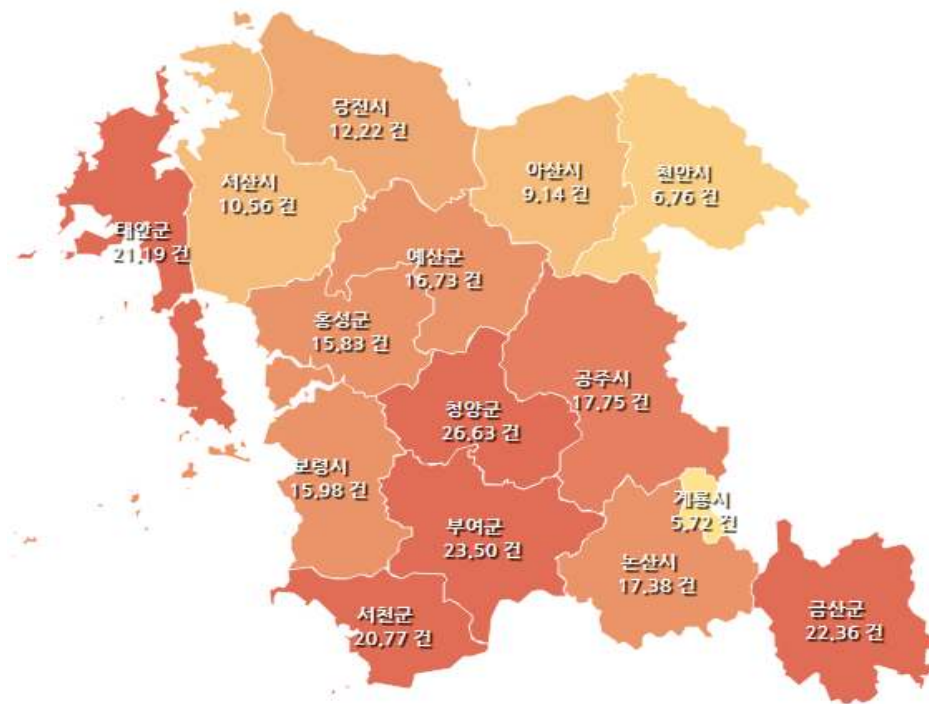 당진시
12.22 건
아산시
9.14 건
천안시
6.76 건
서산시
10.56 건
태안군
21.19 건
예산군
16.73 건
홍성군
15.83 건
공주시
17.75 건
청양군
26.63 건
보령시
15.98 건
계룡시
5.72 건
부여군
23.50 건
논산시
17.38 건
서천군
20.77 건
금산군
22.36 건